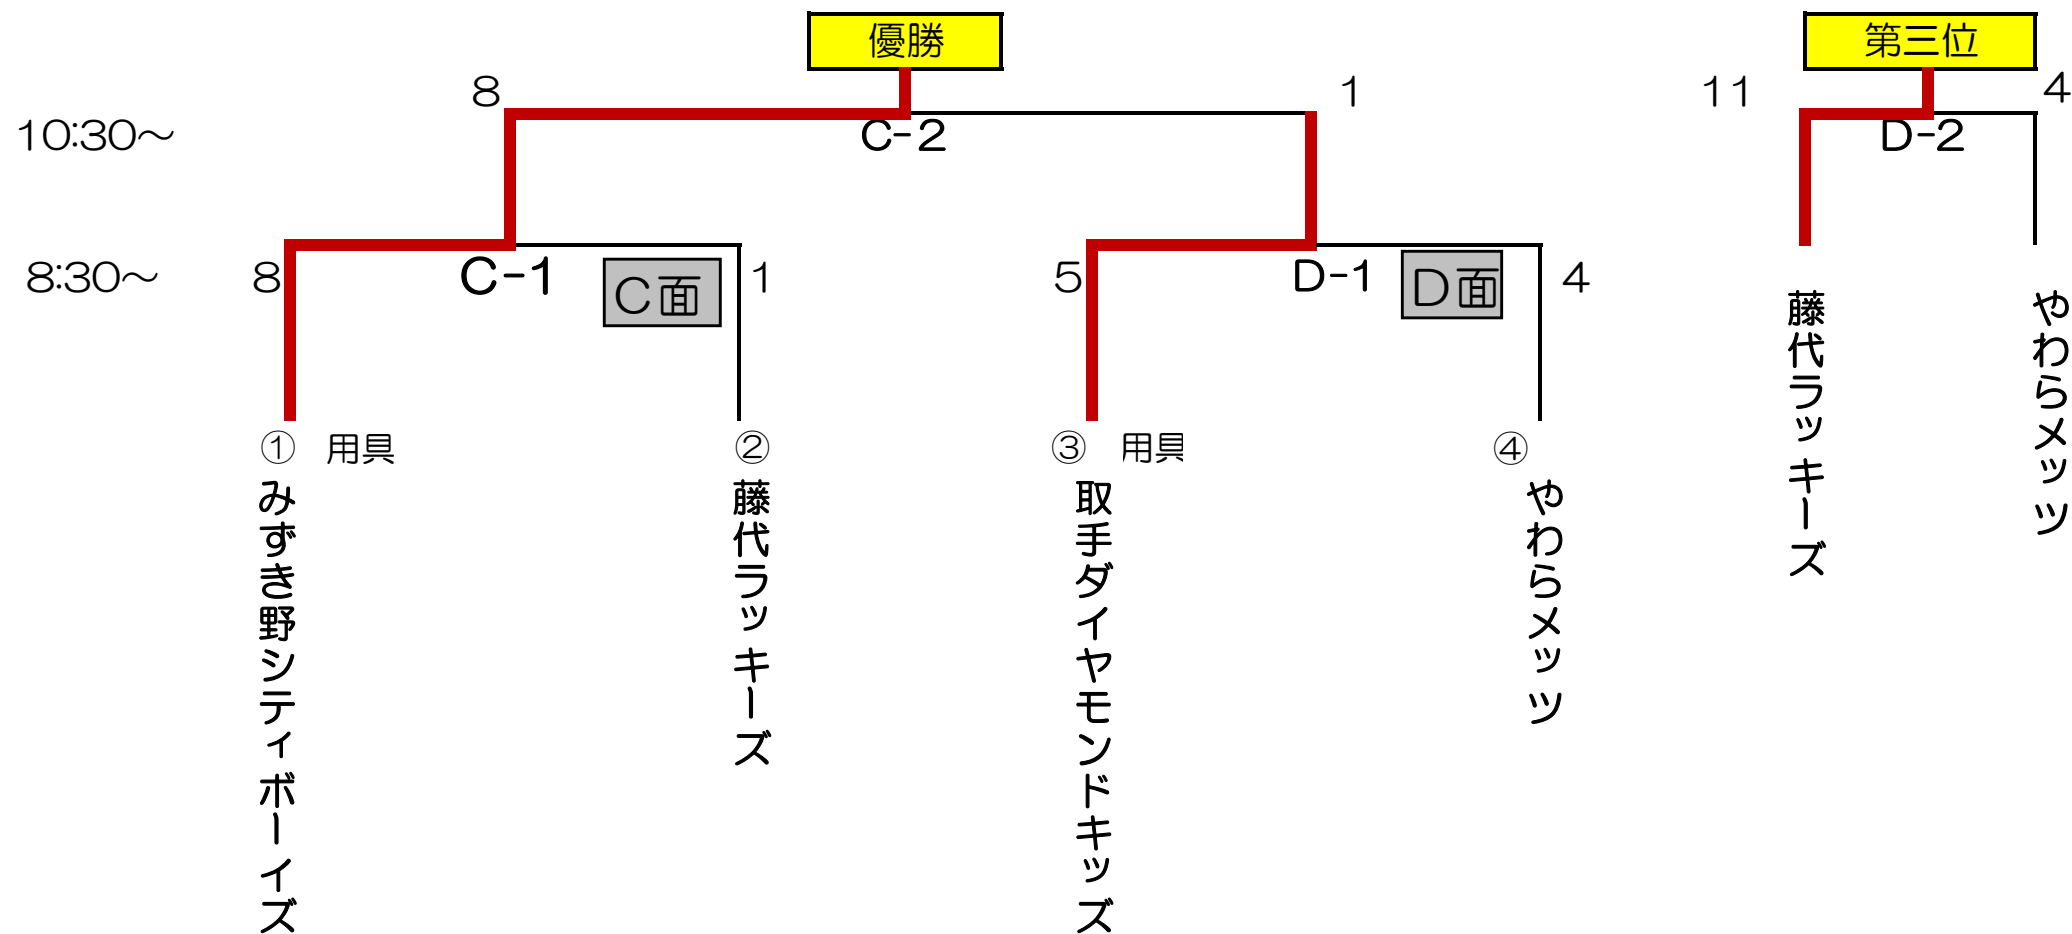 優勝
第三位
8
1
11
4
10:30～
C-2
D-2
8:30～
8
C-1
C面
1
5
D-1
D面
4
藤代ラッキーズ
やわらメッツ
① 用具
②
③ 用具
④
みずき野シティボーイズ
藤代ラッキーズ
取手ダイヤモンドキッズ
やわらメッツ